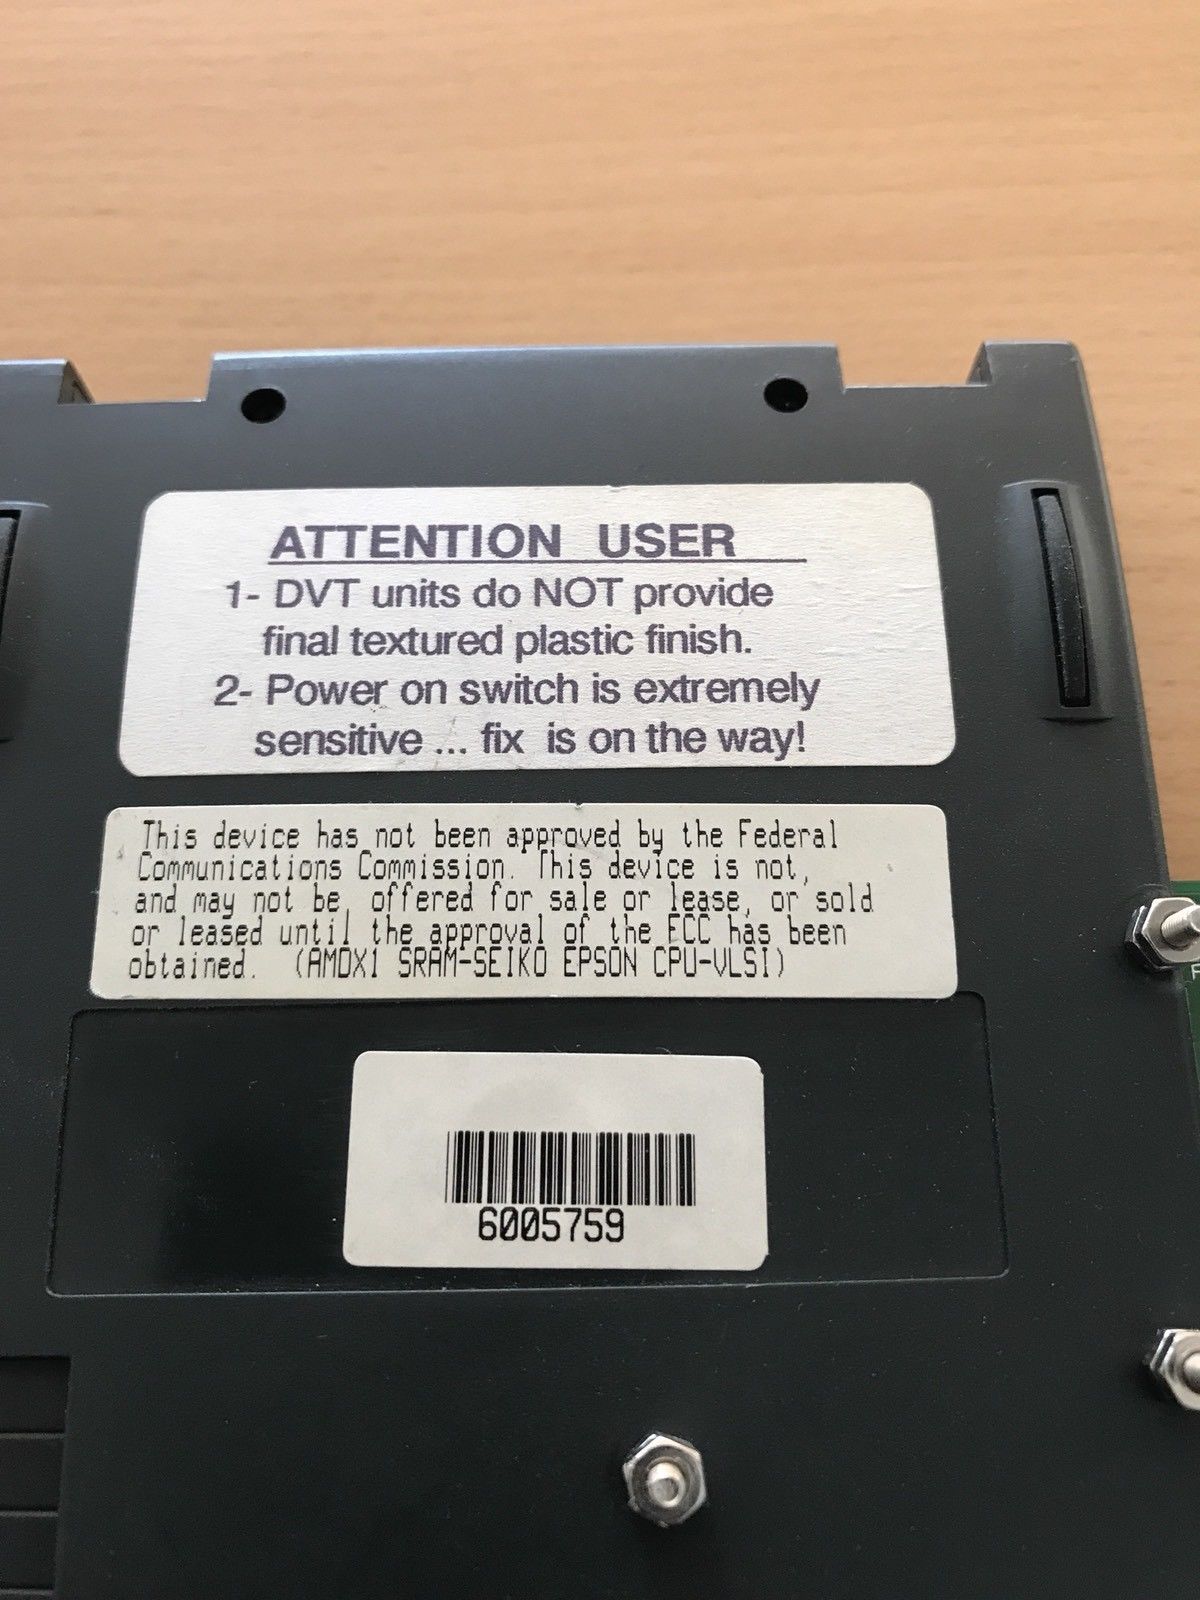 ATTENTION USER
1- DVT units do NOT provide
final textured plastic finish.
2- Power on switch is extremely
sensitive ... fix is on the way!
This device has not been approved by the Federal
Communications Commission. This device is not,
and may not be, offered for sale or lease, or sold
or leased until the approval of the FCC has been
obtained. (AMDX1 SRAM-SEIKO EPSON CPU-VLSI)
6005759